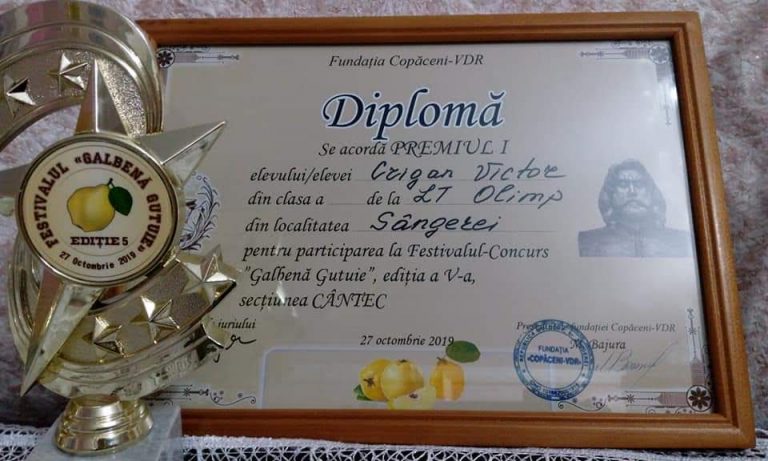 Fundația Copăceni-VDR
Diplomă
Se acordă PREMIUL I
elevului/elevei Crigan Victor
din clasa a de la LT Olimp
din localitatea Sângerei
pentru participarea la Festivalul-Concurs
"Galbenă Gutuie", ediția a V-a,
secțiunea CÂNTEC
juriului
27 octombrie 2019
Fundației Copăceni-VDR
M. Bajura
FUNDAȚIA
«COPĂCENI-VDR»
FESTIVALUL «GALBENĂ GUTUIE»
EDIȚIE 5
27 Octombrie 2019